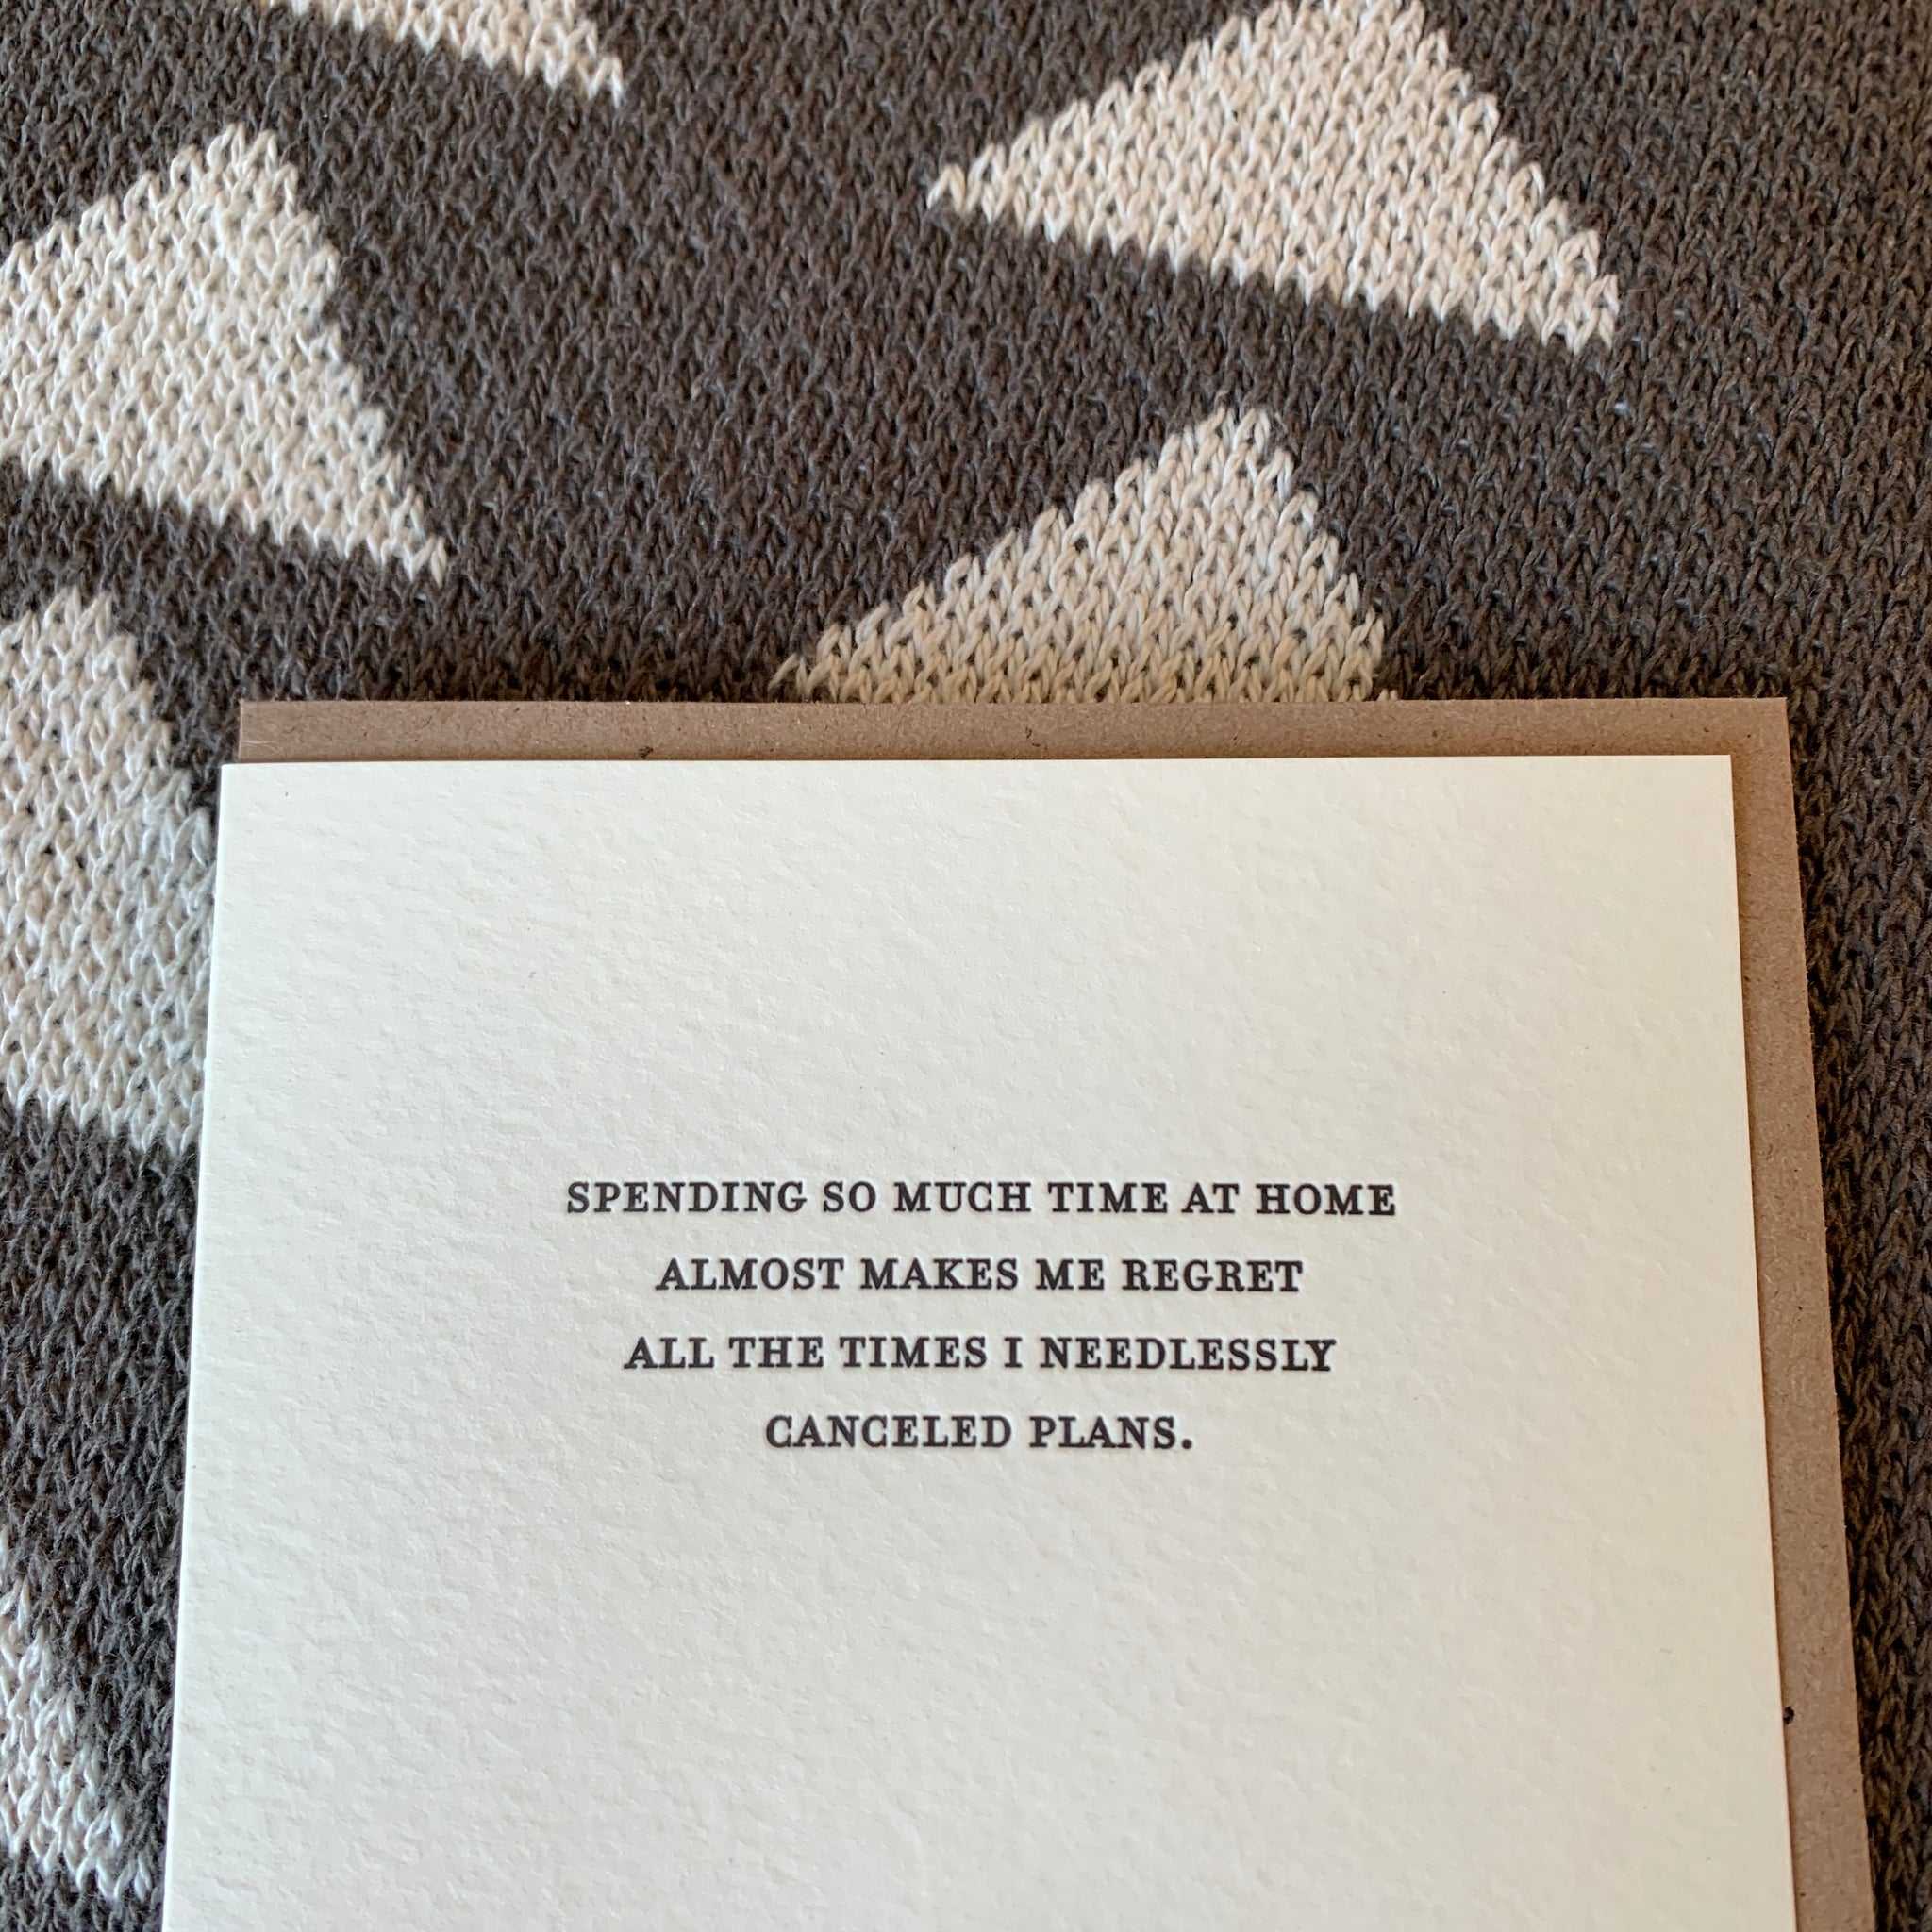 SPENDING SO MUCH TIME AT HOME
ALMOST MAKES ME REGRET
ALL THE TIMES I NEEDLESSLY
CANCELED PLANS.